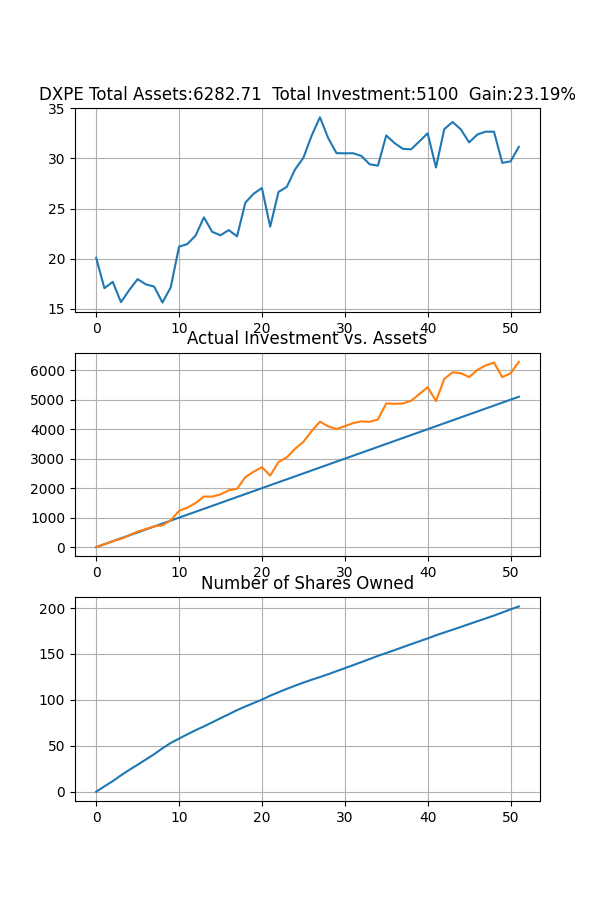 DXPE Total Assets:6282.71  Total Investment:5100  Gain:23.19%
35
30
25
20
15
0 10 20 30 40 50
Actual Investment vs. Assets
6000
5000
4000
3000
2000
1000
0
0 10 20 30 40 50
Number of Shares Owned
200
150
100
50
0
0 10 20 30 40 50